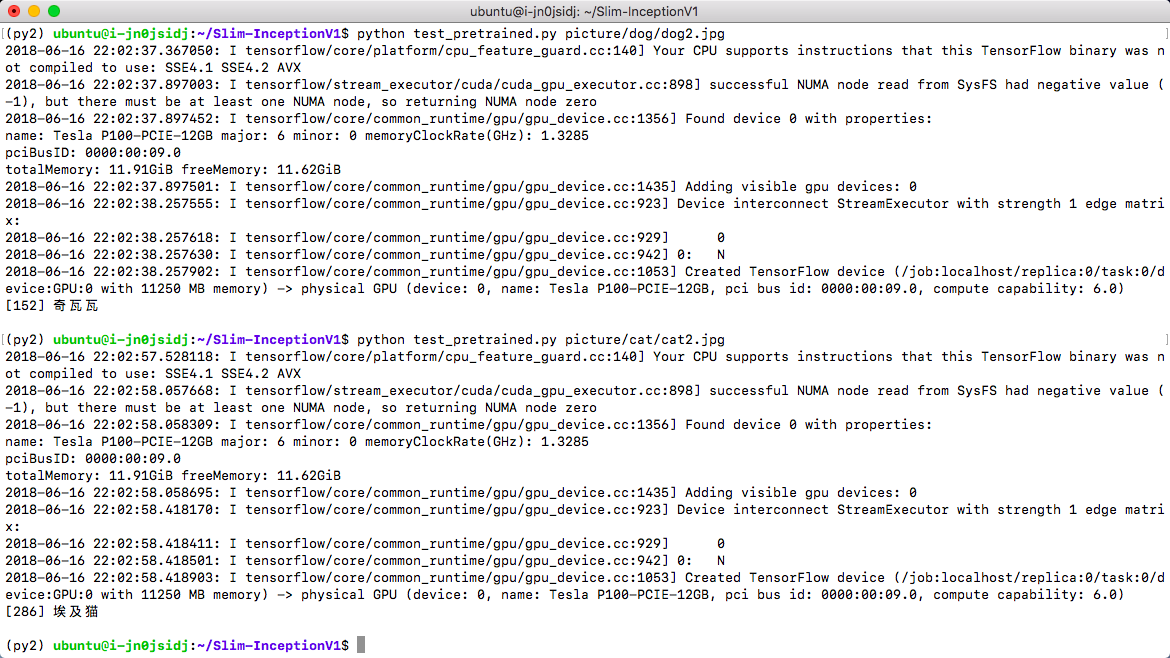 ubuntu@i-jn0jsidj: ~/Slim-InceptionV1
(py2) ubuntu@i-jn0jsidj:~/Slim-InceptionV1$ python test_pretrained.py picture/dog/dog2.jpg
2018-06-16 22:02:37.367050: I tensorflow/core/platform/cpu_feature_guard.cc:140] Your CPU supports instructions that this TensorFlow binary was n
ot compiled to use: SSE4.1 SSE4.2 AVX
2018-06-16 22:02:37.897003: I tensorflow/stream_executor/cuda/cuda_gpu_executor.cc:898] successful NUMA node read from SysFS had negative value (
-1), but there must be at least one NUMA node, so returning NUMA node zero
2018-06-16 22:02:37.897452: I tensorflow/core/common_runtime/gpu/gpu_device.cc:1356] Found device 0 with properties:
name: Tesla P100-PCIE-12GB major: 6 minor: 0 memoryClockRate(GHz): 1.3285
pciBusID: 0000:00:09.0
totalMemory: 11.91GiB freeMemory: 11.62GiB
2018-06-16 22:02:37.897501: I tensorflow/core/common_runtime/gpu/gpu_device.cc:1435] Adding visible gpu devices: 0
2018-06-16 22:02:38.257555: I tensorflow/core/common_runtime/gpu/gpu_device.cc:923] Device interconnect StreamExecutor with strength 1 edge matri
x:
2018-06-16 22:02:38.257618: I tensorflow/core/common_runtime/gpu/gpu_device.cc:929]      0
2018-06-16 22:02:38.257630: I tensorflow/core/common_runtime/gpu/gpu_device.cc:942] 0:   N
2018-06-16 22:02:38.257902: I tensorflow/core/common_runtime/gpu/gpu_device.cc:1053] Created TensorFlow device (/job:localhost/replica:0/task:0/d
evice:GPU:0 with 11250 MB memory) -> physical GPU (device: 0, name: Tesla P100-PCIE-12GB, pci bus id: 0000:00:09.0, compute capability: 6.0)
[152] 奇瓦瓦
(py2) ubuntu@i-jn0jsidj:~/Slim-InceptionV1$ python test_pretrained.py picture/cat/cat2.jpg
2018-06-16 22:02:57.528118: I tensorflow/core/platform/cpu_feature_guard.cc:140] Your CPU supports instructions that this TensorFlow binary was n
ot compiled to use: SSE4.1 SSE4.2 AVX
2018-06-16 22:02:58.057668: I tensorflow/stream_executor/cuda/cuda_gpu_executor.cc:898] successful NUMA node read from SysFS had negative value (
-1), but there must be at least one NUMA node, so returning NUMA node zero
2018-06-16 22:02:58.058309: I tensorflow/core/common_runtime/gpu/gpu_device.cc:1356] Found device 0 with properties:
name: Tesla P100-PCIE-12GB major: 6 minor: 0 memoryClockRate(GHz): 1.3285
pciBusID: 0000:00:09.0
totalMemory: 11.91GiB freeMemory: 11.62GiB
2018-06-16 22:02:58.058695: I tensorflow/core/common_runtime/gpu/gpu_device.cc:1435] Adding visible gpu devices: 0
2018-06-16 22:02:58.418170: I tensorflow/core/common_runtime/gpu/gpu_device.cc:923] Device interconnect StreamExecutor with strength 1 edge matri
x:
2018-06-16 22:02:58.418411: I tensorflow/core/common_runtime/gpu/gpu_device.cc:929]      0
2018-06-16 22:02:58.418501: I tensorflow/core/common_runtime/gpu/gpu_device.cc:942] 0:   N
2018-06-16 22:02:58.418903: I tensorflow/core/common_runtime/gpu/gpu_device.cc:1053] Created TensorFlow device (/job:localhost/replica:0/task:0/d
evice:GPU:0 with 11250 MB memory) -> physical GPU (device: 0, name: Tesla P100-PCIE-12GB, pci bus id: 0000:00:09.0, compute capability: 6.0)
[286] 埃及猫
(py2) ubuntu@i-jn0jsidj:~/Slim-InceptionV1$